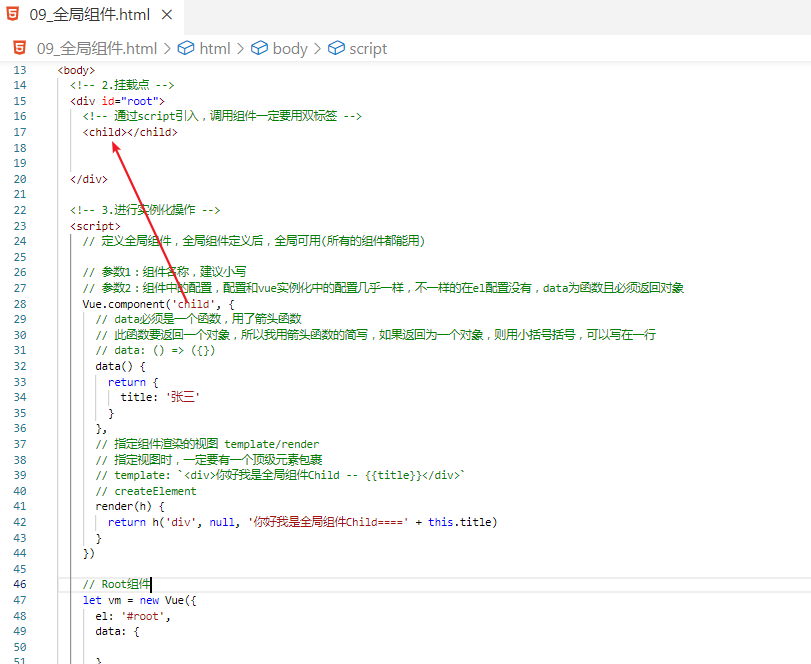 09_全局组件.html ×
09_全局组件.html > html > body > script
13 <body>
14 <!-- 2.挂载点 -->
15 <div id="root">
16 <!-- 通过script引入，调用组件一定要用双标签 -->
17 <child></child>
18
19
20 </div>
21
22 <!-- 3.进行实例化操作 -->
23 <script>
24 // 定义全局组件，全局组件定义后，全局可用(所有的组件都能用)
25
26 // 参数1：组件名称，建议小写
27 // 参数2：组件中的配置，配置和vue实例化中的配置几乎一样，不一样的在el配置没有，data为函数且必须返回对象
28 Vue.component('child', {
29 // data必须是一个函数，用了箭头函数
30 // 此函数要返回一个对象，所以我用箭头函数的简写，如果返回为一个对象，则用小括号括号，可以写在一行
31 // data: () => ({})
32 data() {
33 return {
34 title: '张三'
35 }
36 },
37 // 指定组件渲染的视图 template/render
38 // 指定视图时，一定要有一个顶级元素包裹
39 // template: `<div>你好我是全局组件Child -- {{title}}</div>`
40 // createElement
41 render(h) {
42 return h('div', null, '你好我是全局组件Child====' + this.title)
43 }
44 })
45
46 // Root组件
47 let vm = new Vue({
48 el: '#root',
49 data: {
50
51 }